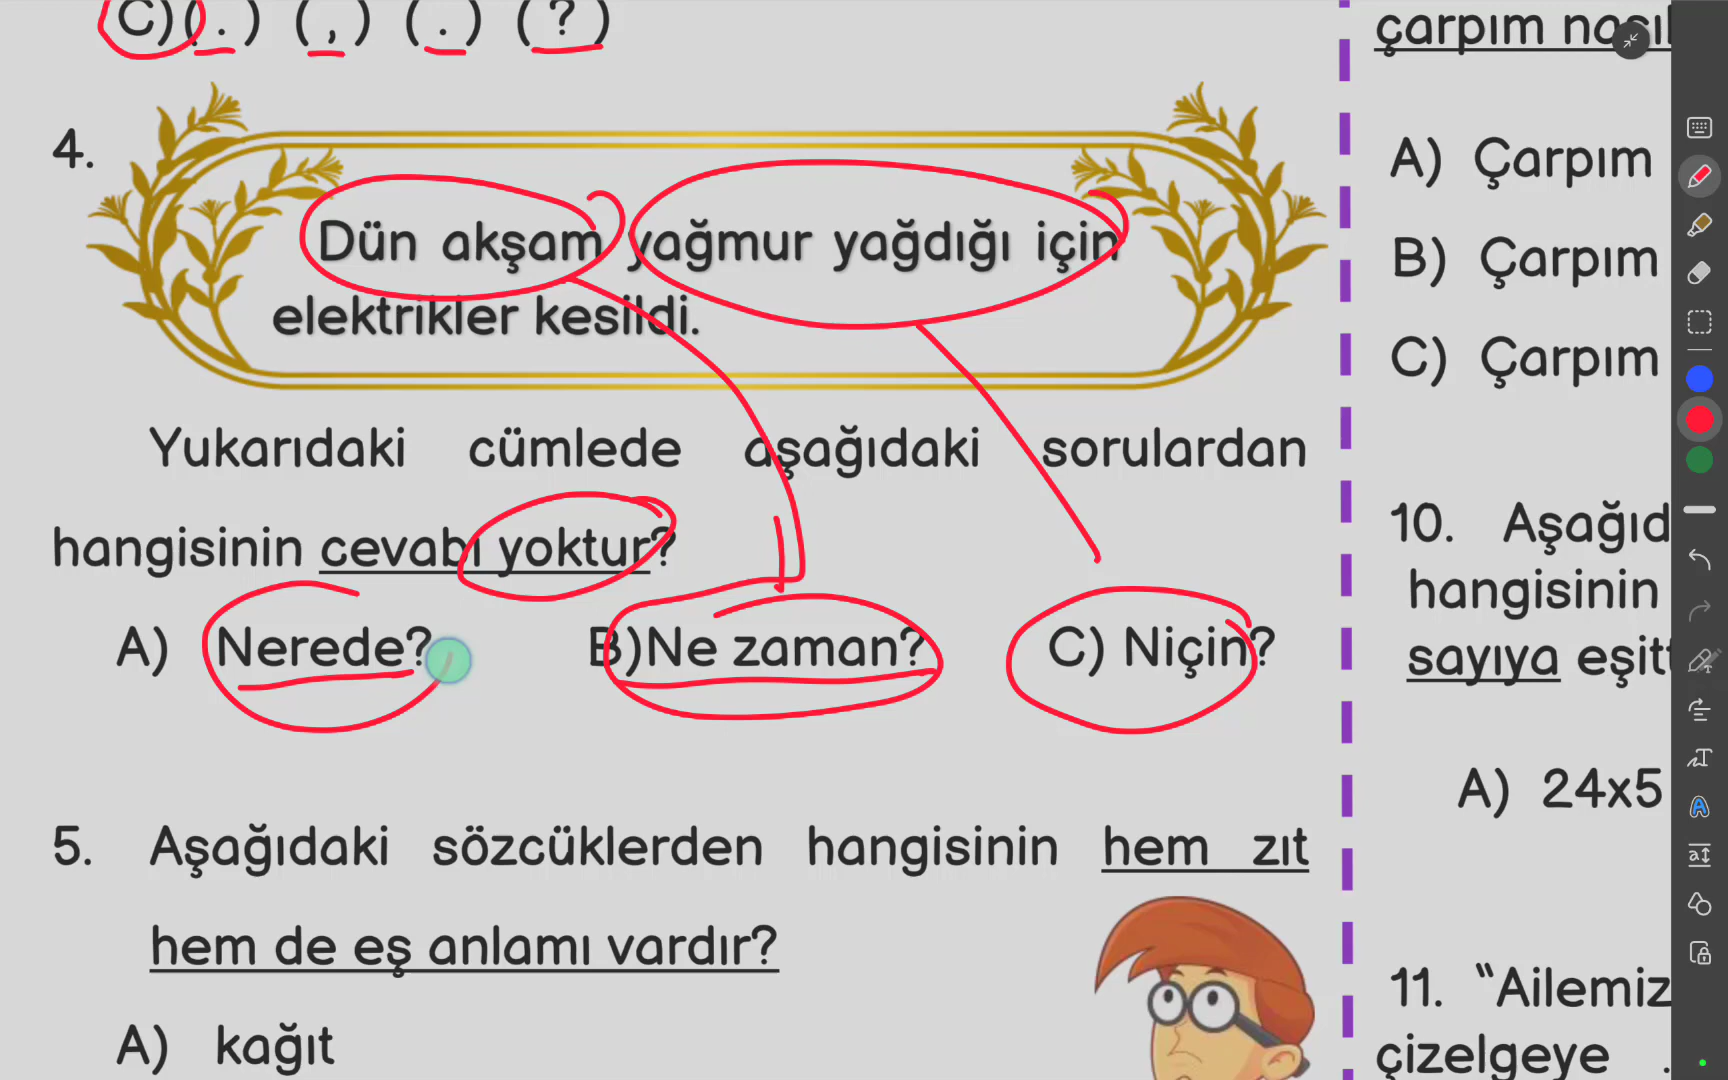 C) ( . ) ( , ) ( . ) ( ? )
4.
Dün akşam yağmur yağdığı için
elektrikler kesildi.
Yukarıdaki cümlede aşağıdaki sorulardan
hangisinin cevabı yoktur?
A) Nerede? B)Ne zaman? C) Niçin?
5. Aşağıdaki sözcüklerden hangisinin hem zıt
hem de eş anlamı vardır?
A) kağıt
çarpım
A) Çarpım
B) Çarpım
C) Çarpım
10.
hangisinin
sayıya
A) 24x5
11. “Ailemiz
çizelgeye